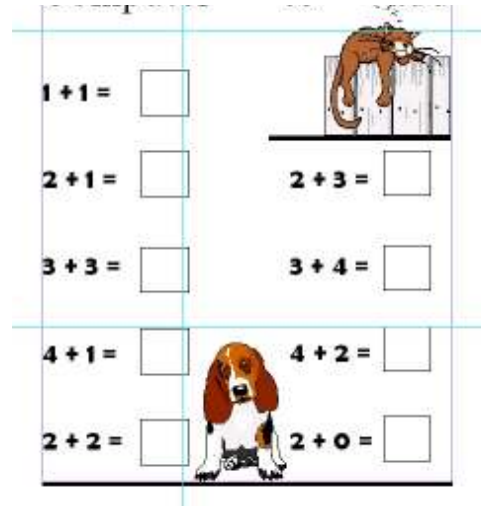 1 + 1 =
2 + 1 =
2 + 3 =
3 + 3 =
3 + 4 =
4 + 1 =
4 + 2 =
2 + 2 =
2 + 0 =